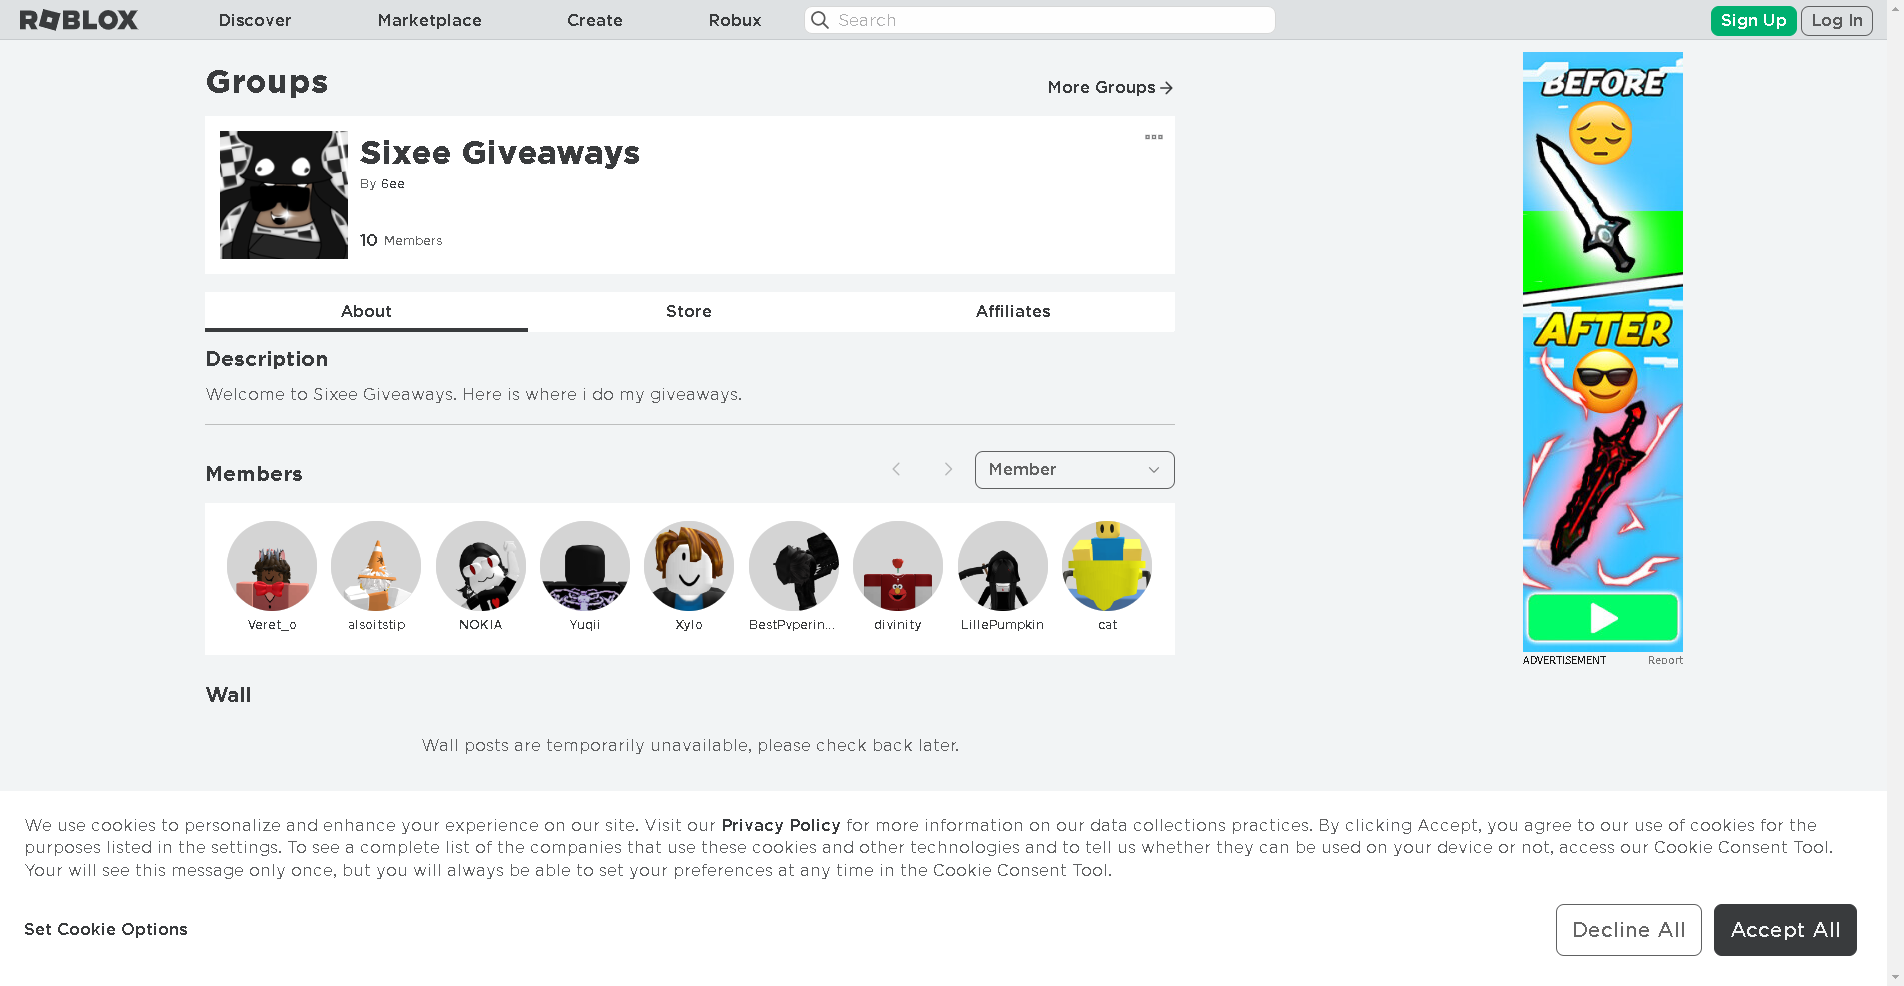 ROBLOX
Discover
Marketplace
Create
Robux
Search
Sign Up
Log In
Groups
More Groups
Sixee Giveaways
By 6ee
10 Members
About
Store
Affiliates
Description
Welcome to Sixee Giveaways. Here is where i do my giveaways.
Members
Member
Veret_o
alsoitstip
NOKIA
Yuqii
Xylo
BestPvperin...
divinity
LillePumpkin
cat
Wall
Wall posts are temporarily unavailable, please check back later.
BEFORE
AFTER
ADVERTISEMENT
Report
We use cookies to personalize and enhance your experience on our site. Visit our Privacy Policy for more information on our data collections practices. By clicking Accept, you agree to our use of cookies for the
purposes listed in the settings. To see a complete list of the companies that use these cookies and other technologies and to tell us whether they can be used on your device or not, access our Cookie Consent Tool.
Your will see this message only once, but you will always be able to set your preferences at any time in the Cookie Consent Tool.
Set Cookie Options
Decline All
Accept All